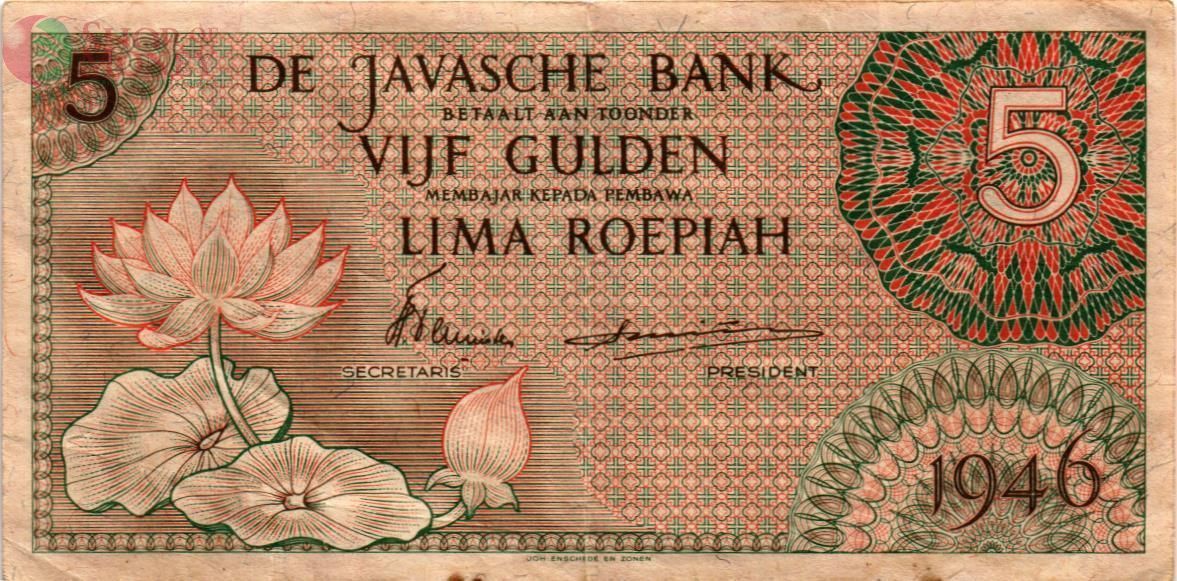 5
DE JAVASCHE BANK
BETAALT AAN TOONDER
VIJF GULDEN
MEMBAJAR KEPADA PEMBAWA
LIMA ROEPIAH
5
SECRETARIS
PRESIDENT
1946
JOH ENSCHEDÉ EN ZONEN